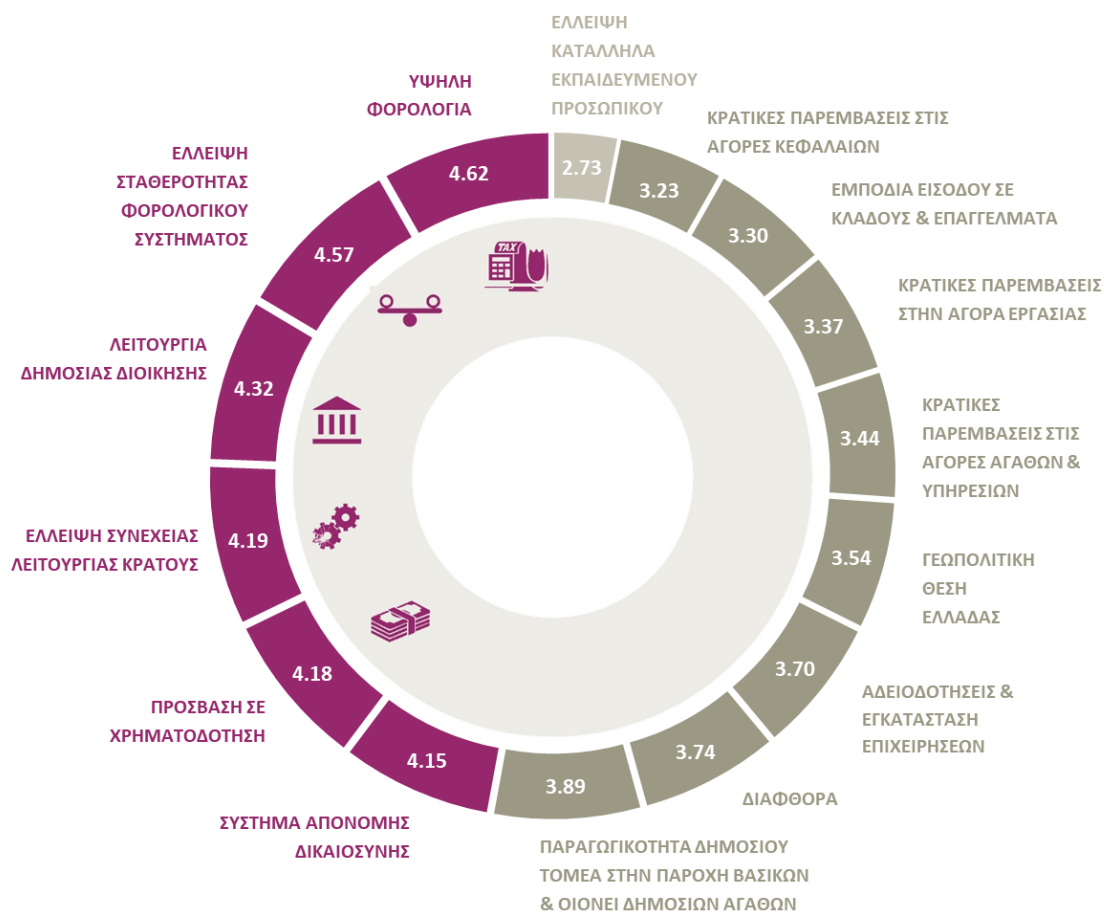 ΕΛΛΕΙΨΗ
ΚΑΤΑΛΛΗΛΑ
ΕΚΠΑΙΔΕΥΜΕΝΟΥ
ΠΡΟΣΩΠΙΚΟΥ
2.73
ΚΡΑΤΙΚΕΣ ΠΑΡΕΜΒΑΣΕΙΣ ΣΤΙΣ
ΑΓΟΡΕΣ ΚΕΦΑΛΑΙΩΝ
3.23
ΕΜΠΟΔΙΑ ΕΙΣΟΔΟΥ ΣΕ
ΚΛΑΔΟΥΣ & ΕΠΑΓΓΕΛΜΑΤΑ
3.30
ΚΡΑΤΙΚΕΣ ΠΑΡΕΜΒΑΣΕΙΣ
ΣΤΗΝ ΑΓΟΡΑ ΕΡΓΑΣΙΑΣ
3.37
ΚΡΑΤΙΚΕΣ
ΠΑΡΕΜΒΑΣΕΙΣ ΣΤΙΣ
ΑΓΟΡΕΣ ΑΓΑΘΩΝ &
ΥΠΗΡΕΣΙΩΝ
3.44
ΓΕΩΠΟΛΙΤΙΚΗ
ΘΕΣΗ
ΕΛΛΑΔΑΣ
3.54
ΑΔΕΙΟΔΟΤΗΣΕΙΣ &
ΕΓΚΑΤΑΣΤΑΣΗ
ΕΠΙΧΕΙΡΗΣΕΩΝ
3.70
ΔΙΑΦΘΟΡΑ
3.74
ΠΑΡΑΓΩΓΙΚΟΤΗΤΑ ΔΗΜΟΣΙΟΥ
ΤΟΜΕΑ ΣΤΗΝ ΠΑΡΟΧΗ ΒΑΣΙΚΩΝ
& ΟΙΟΝΕΙ ΔΗΜΟΣΙΩΝ ΑΓΑΘΩΝ
3.89
ΣΥΣΤΗΜΑ ΑΠΟΝΟΜΗΣ
ΔΙΚΑΙΟΣΥΝΗΣ
4.15
ΠΡΟΣΒΑΣΗ ΣΕ
ΧΡΗΜΑΤΟΔΟΤΗΣΗ
4.18
ΕΛΛΕΙΨΗ ΣΥΝΕΧΕΙΑΣ
ΛΕΙΤΟΥΡΓΙΑΣ ΚΡΑΤΟΥΣ
4.19
ΛΕΙΤΟΥΡΓΙΑ
ΔΗΜΟΣΙΑΣ ΔΙΟΙΚΗΣΗΣ
4.32
ΕΛΛΕΙΨΗ
ΣΤΑΘΕΡΟΤΗΤΑΣ
ΦΟΡΟΛΟΓΙΚΟΥ
ΣΥΣΤΗΜΑΤΟΣ
4.57
ΥΨΗΛΗ
ΦΟΡΟΛΟΓΙΑ
4.62
TAX